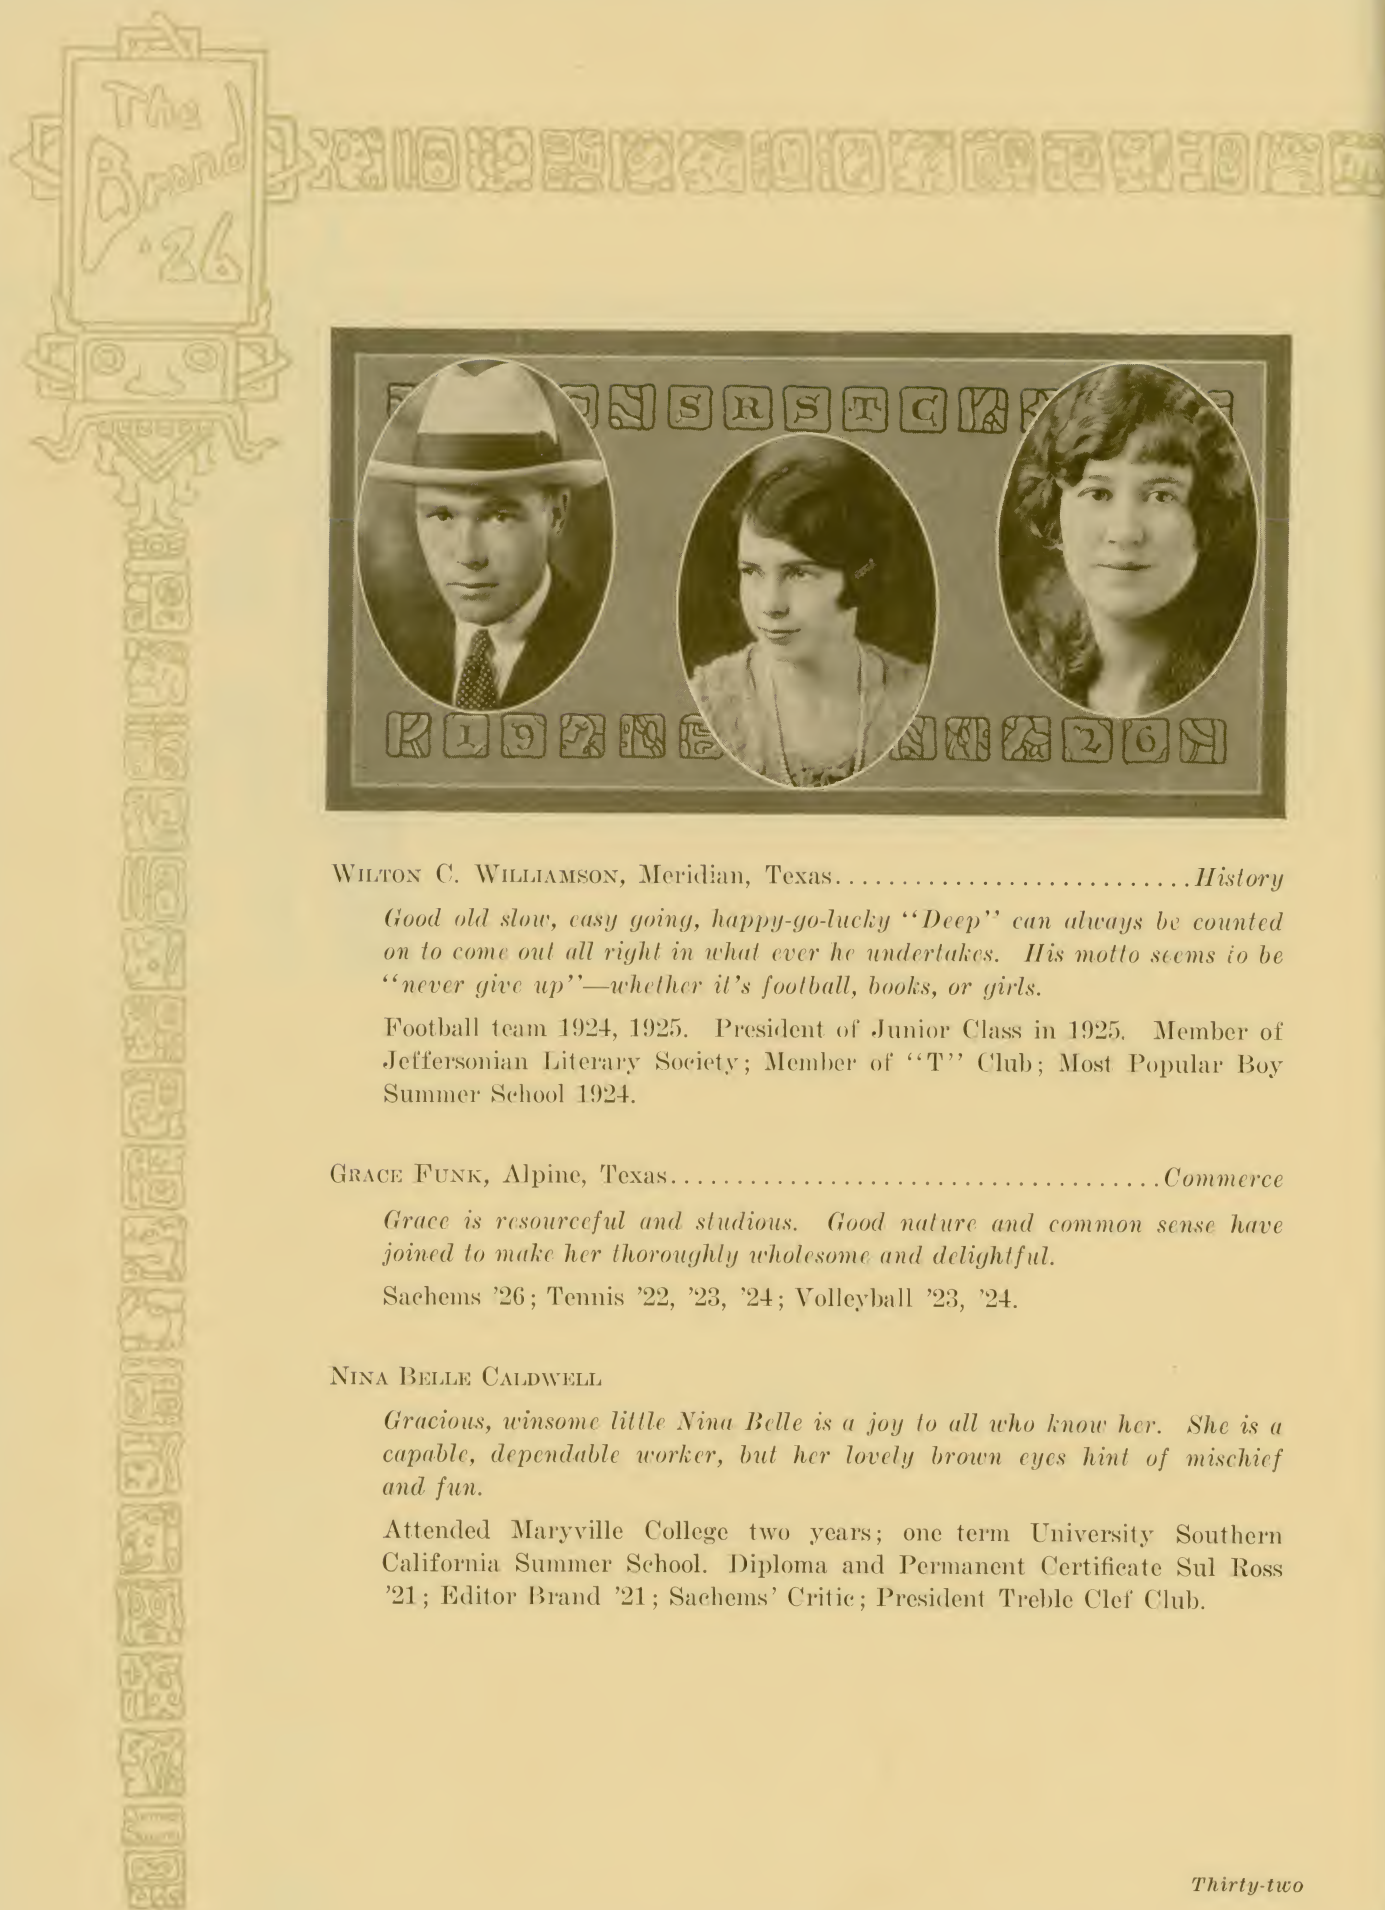 The
Brand
'26
S R S T C
1 9 2 6
WILTON C. WILLIAMSON, Meridian, Texas...........................History
Good old slow, easy going, happy-go-lucky “Deep” can always be counted
on to come out all right in what ever he undertakes. His motto seems to be
“never give up”—whether it's football, books, or girls.
Football team 1924, 1925. President of Junior Class in 1925. Member of
Jeffersonian Literary Society; Member of “T” Club; Most Popular Boy
Summer School 1924.
GRACE FUNK, Alpine, Texas.....................................Commerce
Grace is resourceful and studious. Good nature and common sense have
joined to make her thoroughly wholesome and delightful.
Sachems ’26; Tennis ’22, ’23, ’24; Volleyball ’23, ’24.
NINA BELLE CALDWELL
Gracious, winsome little Nina Belle is a joy to all who know her. She is a
capable, dependable worker, but her lovely brown eyes hint of mischief
and fun.
Attended Maryville College two years; one term University Southern
California Summer School. Diploma and Permanent Certificate Sul Ross
’21; Editor Brand ’21; Sachems’ Critic; President Treble Clef Club.
Thirty-two